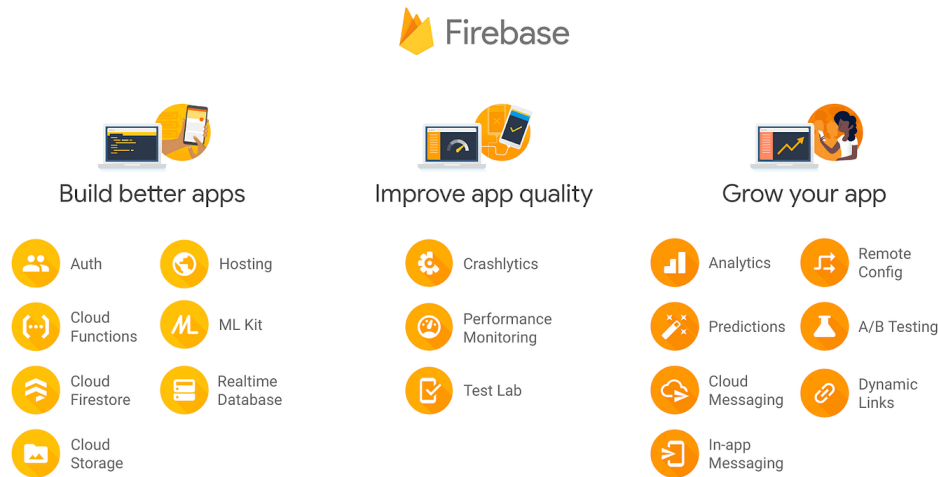 Firebase
Build better apps
Auth
Hosting
Cloud
Functions
ML Kit
Cloud
Firestore
Realtime
Database
Cloud
Storage
Improve app quality
Crashlytics
Performance
Monitoring
Test Lab
Grow your app
Analytics
Remote
Config
Predictions
A/B Testing
Cloud
Messaging
Dynamic
Links
In-app
Messaging